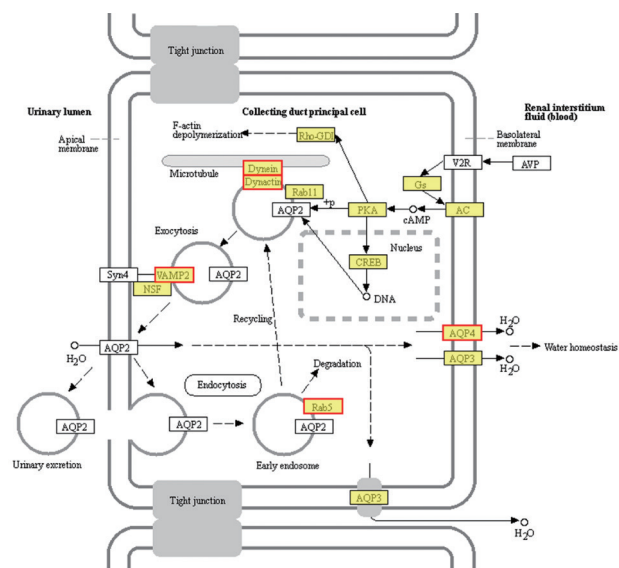 Tight junction
Urinary lumen
Collecting duct principal cell
Renal interstitium
fluid (blood)
Apical
membrane
F-actin
depolymerization
Rho-GDI
Basolateral
membrane
Microtubule
Dynein
Dynactin
Rab11
V2R
AVP
Gs
AQP2
+p
PKA
cAMP
AC
Exocytosis
Nucleus
CREB
DNA
Syn4
VAMP2
NSF
AQP2
Recycling
H2O
AQP2
AQP4
H2O
AQP3
H2O
Water homeostasis
Degradation
Endocytosis
Rab5
AQP2
AQP2
AQP2
Urinary excretion
Early endosome
Tight junction
AQP3
H2O